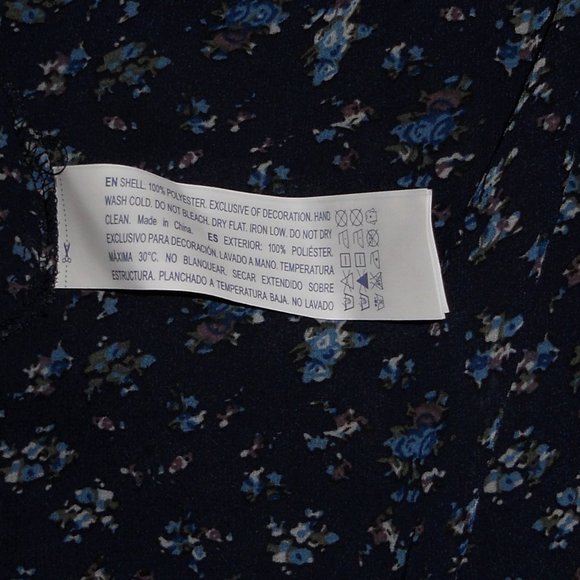 EN SHELL. 100% POLYESTER. EXCLUSIVE OF DECORATION. HAND
WASH COLD. DO NOT BLEACH. DRY FLAT. IRON LOW. DO NOT DRY
CLEAN. Made in China. ES EXTERIOR: 100% POLIÉSTER.
EXCLUSIVO PARA DECORACIÓN. LAVADO A MANO. TEMPERATURA
MÁXIMA 30°C. NO BLANQUEAR. SECAR EXTENDIDO SOBRE
ESTRUCTURA. PLANCHADO A TEMPERATURA BAJA. NO LAVADO